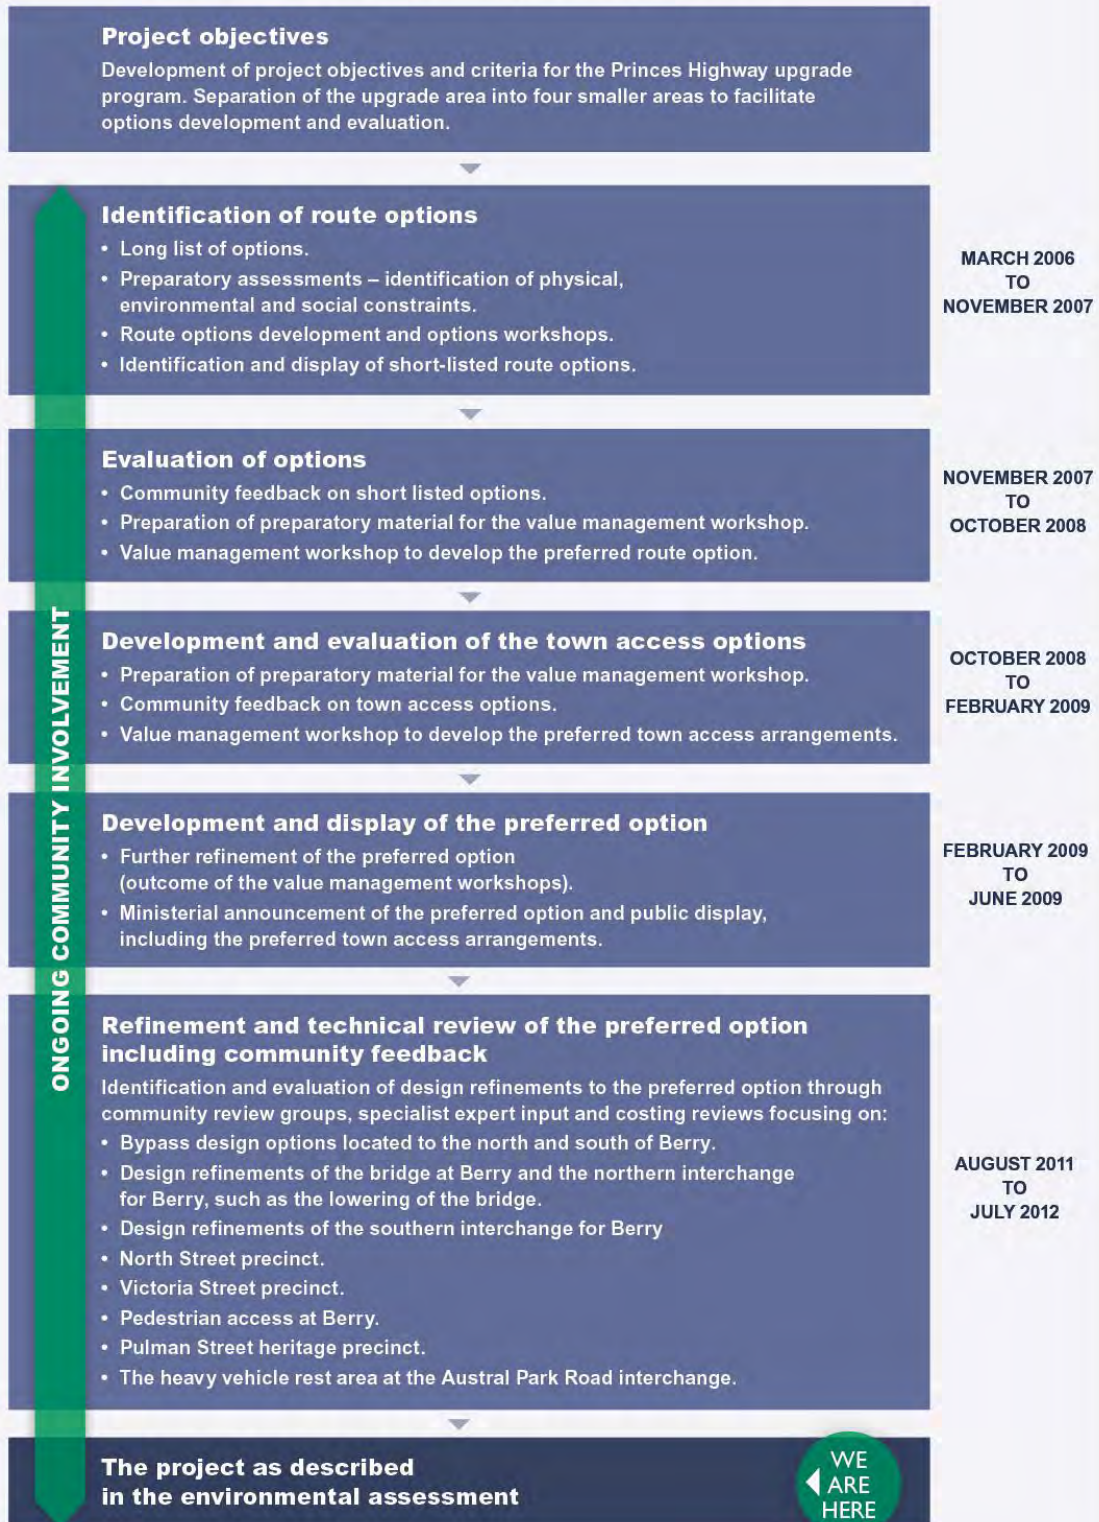 Project objectives
Development of project objectives and criteria for the Princes Highway upgrade
program. Separation of the upgrade area into four smaller areas to facilitate
options development and evaluation.
Identification of route options
• Long list of options.
• Preparatory assessments – identification of physical,
environmental and social constraints.
• Route options development and options workshops.
• Identification and display of short-listed route options.
MARCH 2006
TO
NOVEMBER 2007
Evaluation of options
• Community feedback on short listed options.
• Preparation of preparatory material for the value management workshop.
• Value management workshop to develop the preferred route option.
NOVEMBER 2007
TO
OCTOBER 2008
Development and evaluation of the town access options
• Preparation of preparatory material for the value management workshop.
• Community feedback on town access options.
• Value management workshop to develop the preferred town access arrangements.
OCTOBER 2008
TO
FEBRUARY 2009
Development and display of the preferred option
• Further refinement of the preferred option
(outcome of the value management workshops).
• Ministerial announcement of the preferred option and public display,
including the preferred town access arrangements.
FEBRUARY 2009
TO
JUNE 2009
Refinement and technical review of the preferred option
including community feedback
Identification and evaluation of design refinements to the preferred option through
community review groups, specialist expert input and costing reviews focusing on:
• Bypass design options located to the north and south of Berry.
• Design refinements of the bridge at Berry and the northern interchange
for Berry, such as the lowering of the bridge.
• Design refinements of the southern interchange for Berry
• North Street precinct.
• Victoria Street precinct.
• Pedestrian access at Berry.
• Pulman Street heritage precinct.
• The heavy vehicle rest area at the Austral Park Road interchange.
AUGUST 2011
TO
JULY 2012
ONGOING COMMUNITY INVOLVEMENT
The project as described
in the environmental assessment
WE
ARE
HERE